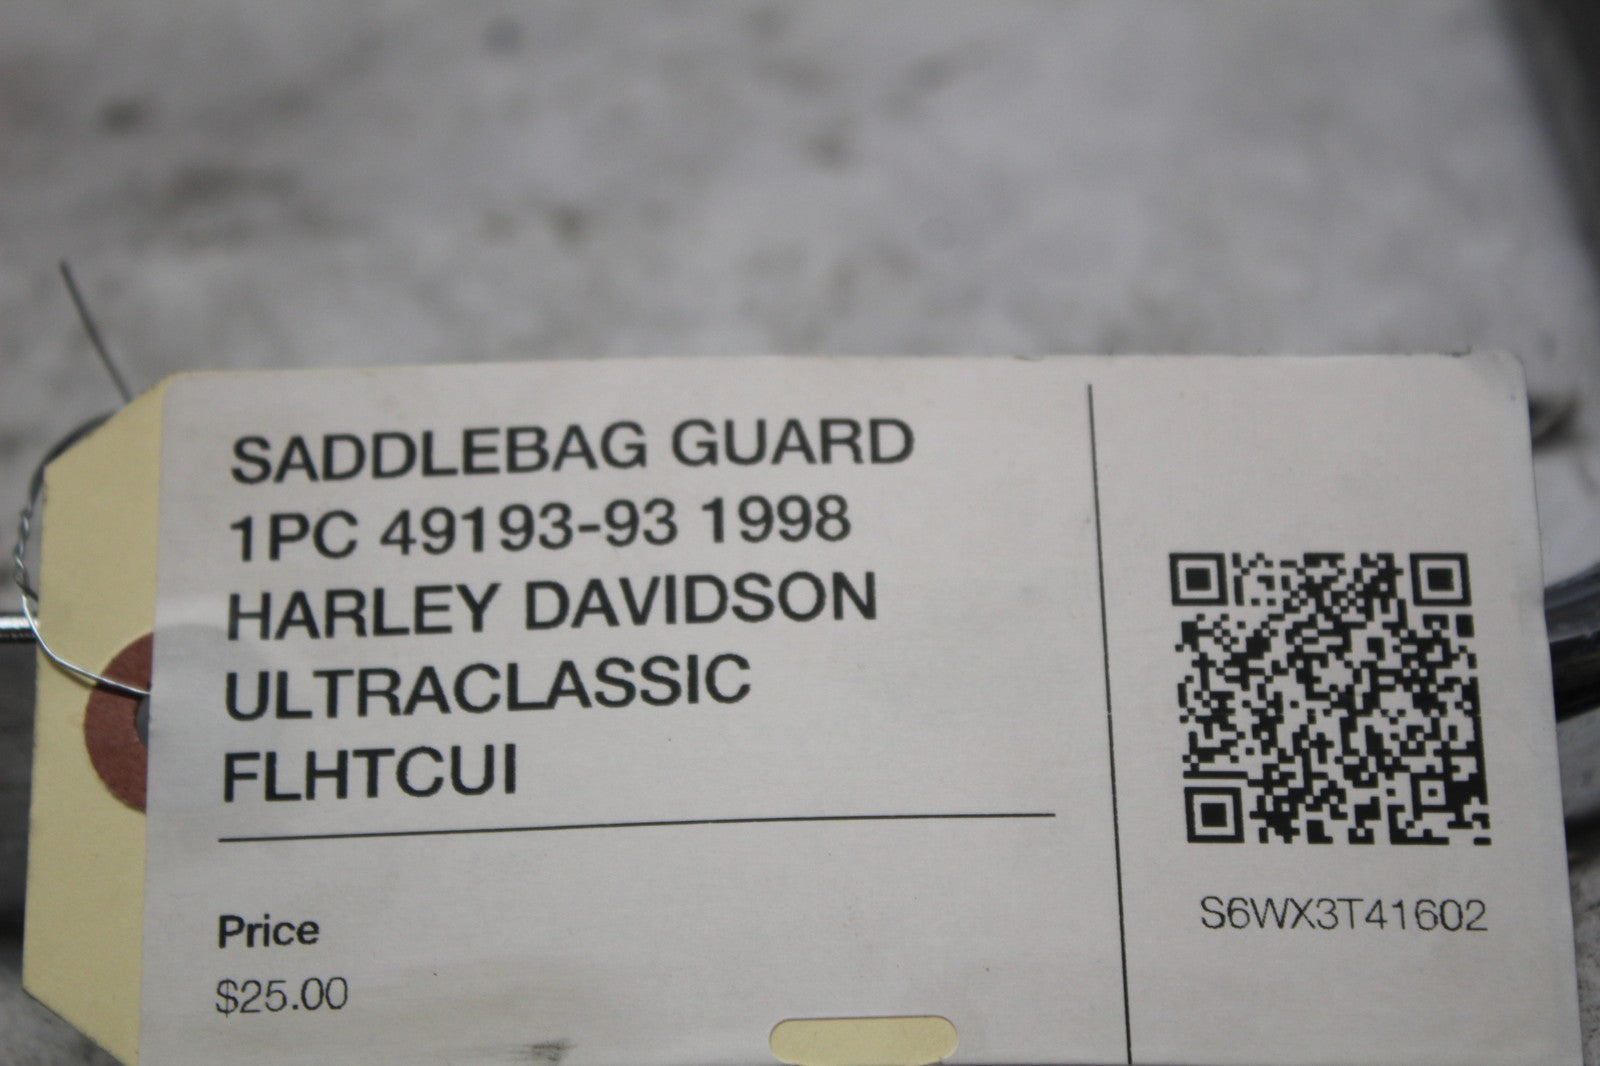 SADDLEBAG GUARD
1PC 49193-93 1998
HARLEY DAVIDSON
ULTRACLASSIC
FLHTCUI
Price
$25.00
S6WX3T41602